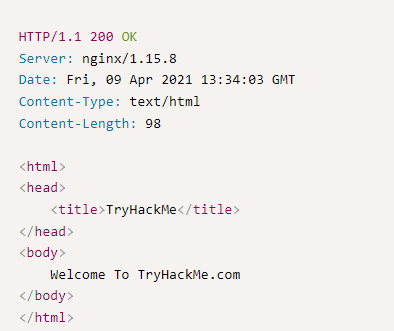 HTTP/1.1 200 OK
Server: nginx/1.15.8
Date: Fri, 09 Apr 2021 13:34:03 GMT
Content-Type: text/html
Content-Length: 98

<html>
<head>
    <title>TryHackMe</title>
</head>
<body>
    Welcome To TryHackMe.com
</body>
</html>